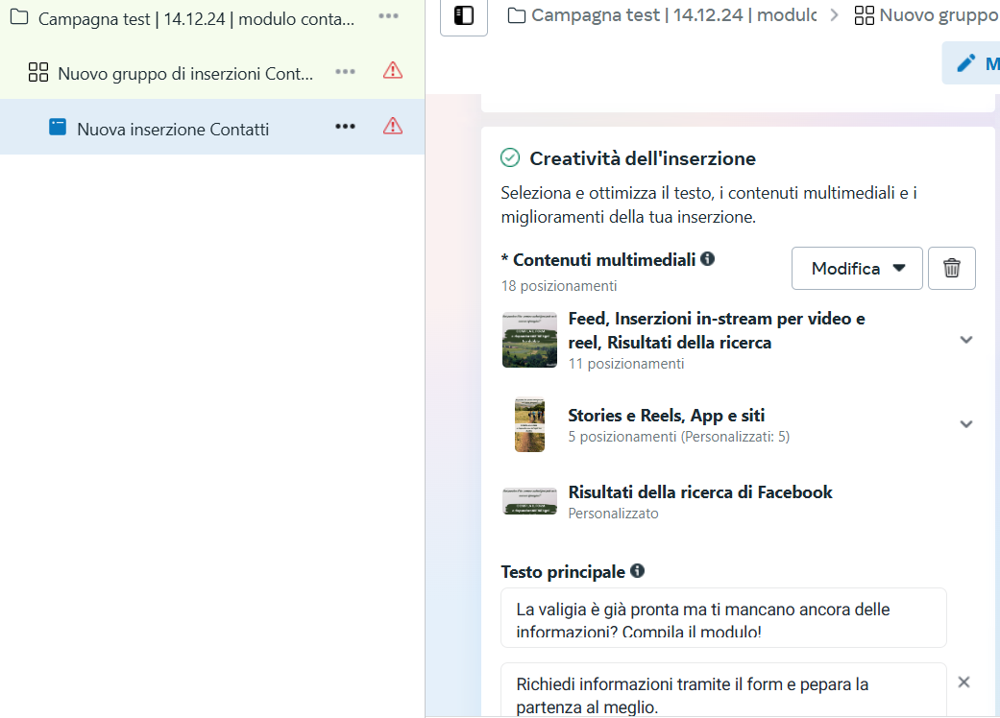 Campagna test | 14.12.24 | modulo conta...
Nuovo gruppo di inserzioni Cont...
Nuova inserzione Contatti
Campagna test | 14.12.24 | modulo
Nuovo gruppo
M
Creatività dell'inserzione
Seleziona e ottimizza il testo, i contenuti multimediali e i
miglioramenti della tua inserzione.
* Contenuti multimediali
18 posizionamenti
Modifica
Feed, Inserzioni in-stream per video e
reel, Risultati della ricerca
11 posizionamenti
Stories e Reels, App e siti
5 posizionamenti (Personalizzati: 5)
Risultati della ricerca di Facebook
Personalizzato
Testo principale
La valigia è già pronta ma ti mancano ancora delle
informazioni? Compila il modulo!
Richiedi informazioni tramite il form e pepara la
partenza al meglio.